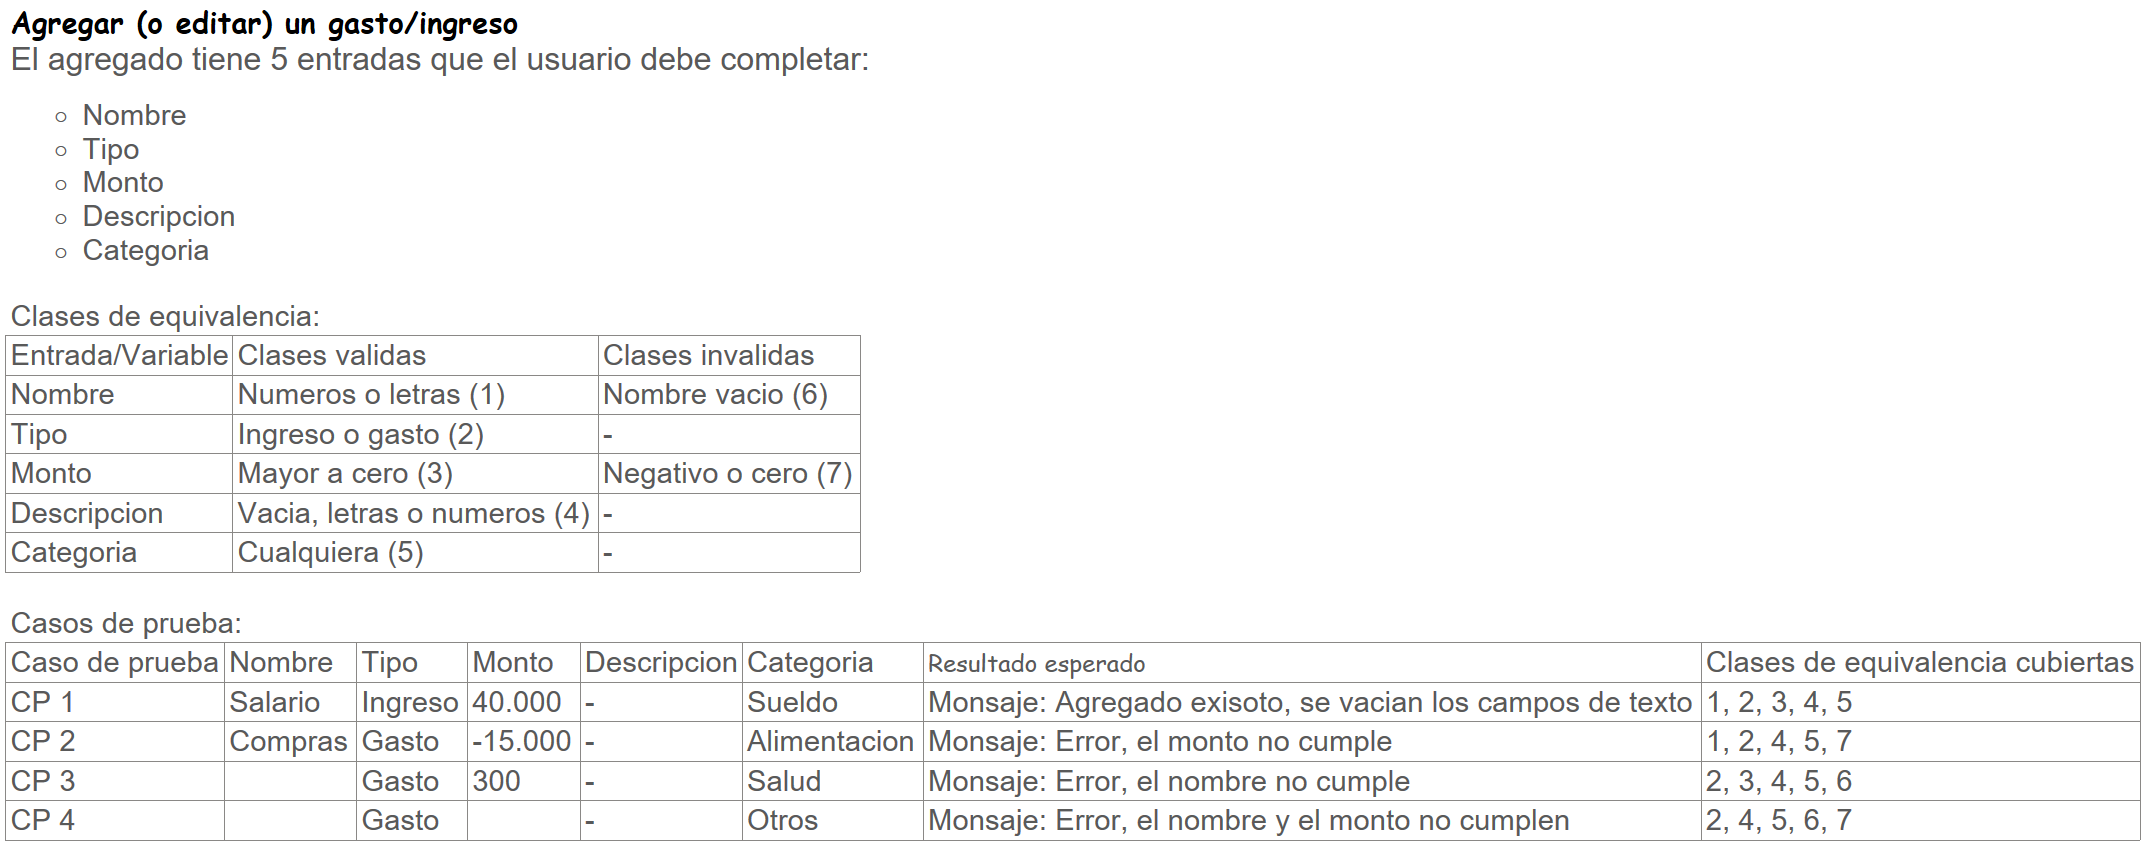 Agregar (o editar) un gasto/ingreso
El agregado tiene 5 entradas que el usuario debe completar:
Nombre
Tipo
Monto
Descripcion
Categoria
Clases de equivalencia:
Entrada/Variable Clases validas Clases invalidas
Nombre Numeros o letras (1) Nombre vacio (6)
Tipo Ingreso o gasto (2) -
Monto Mayor a cero (3) Negativo o cero (7)
Descripcion Vacia, letras o numeros (4) -
Categoria Cualquiera (5) -
Casos de prueba:
Caso de prueba Nombre Tipo Monto Descripcion Categoria Resultado esperado Clases de equivalencia cubiertas
CP 1 Salario Ingreso 40.000 - Sueldo Monsaje: Agregado exisoto, se vacian los campos de texto 1, 2, 3, 4, 5
CP 2 Compras Gasto -15.000 - Alimentacion Monsaje: Error, el monto no cumple 1, 2, 4, 5, 7
CP 3 Gasto 300 - Salud Monsaje: Error, el nombre no cumple 2, 3, 4, 5, 6
CP 4 Gasto - Otros Monsaje: Error, el nombre y el monto no cumplen 2, 4, 5, 6, 7